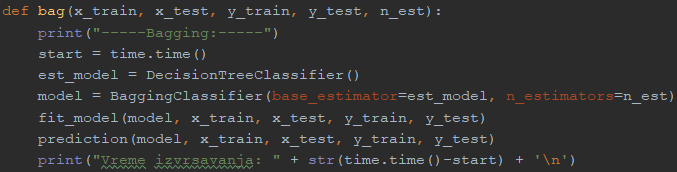 def bag(x_train, x_test, y_train, y_test, n_est):
    print("-----Bagging:-----")
    start = time.time()
    est_model = DecisionTreeClassifier()
    model = BaggingClassifier(base_estimator=est_model, n_estimators=n_est)
    fit_model(model, x_train, x_test, y_train, y_test)
    prediction(model, x_train, x_test, y_train, y_test)
    print("Vreme izvrsavanja: " + str(time.time()-start) + '\n')